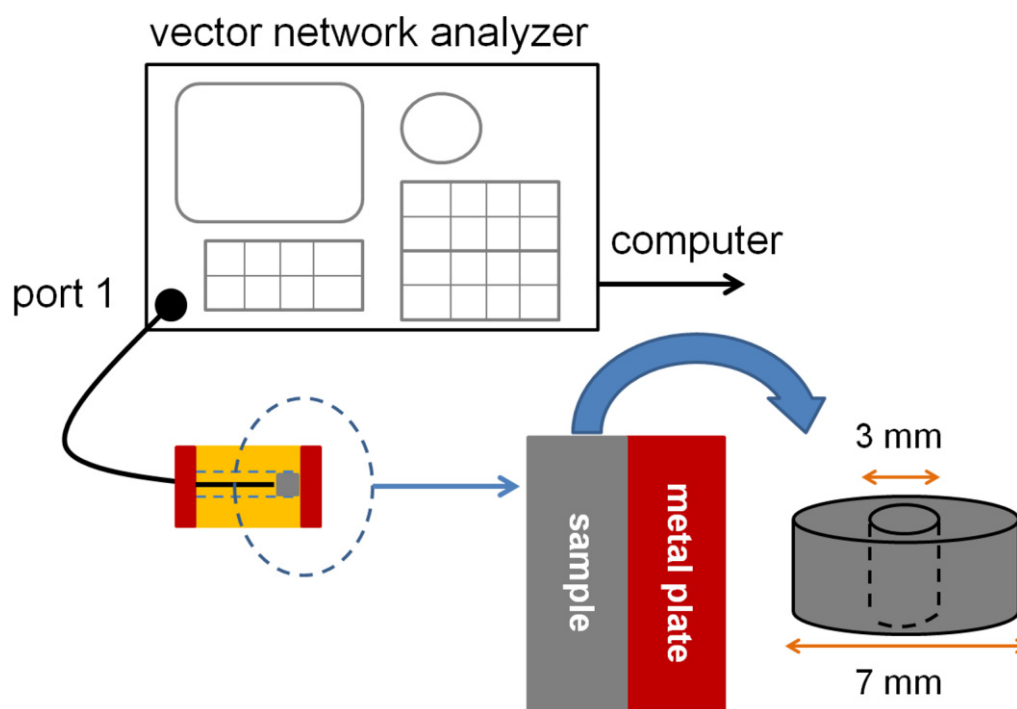 vector network analyzer
computer
port 1
3 mm
sample
metal plate
7 mm